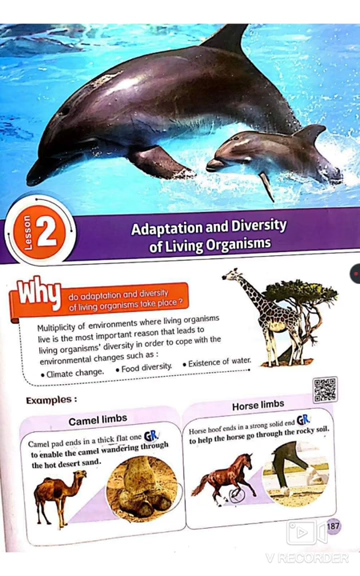 Lesson
2
Adaptation and Diversity
of Living Organisms
Why
do adaptation and diversity
of living organisms take place ?
Multiplicity of environments where living organisms
live is the most important reason that leads to
living organisms' diversity in order to cope with the
environmental changes such as :
• Climate change. • Food diversity. • Existence of water.
Examples :
Camel limbs
Camel pad ends in a thick flat one GR
to enable the camel wandering through
the hot desert sand.
Horse limbs
Horse hoof ends in a strong solid end GR
to help the horse go through the rocky soil.
187
V RECORDER